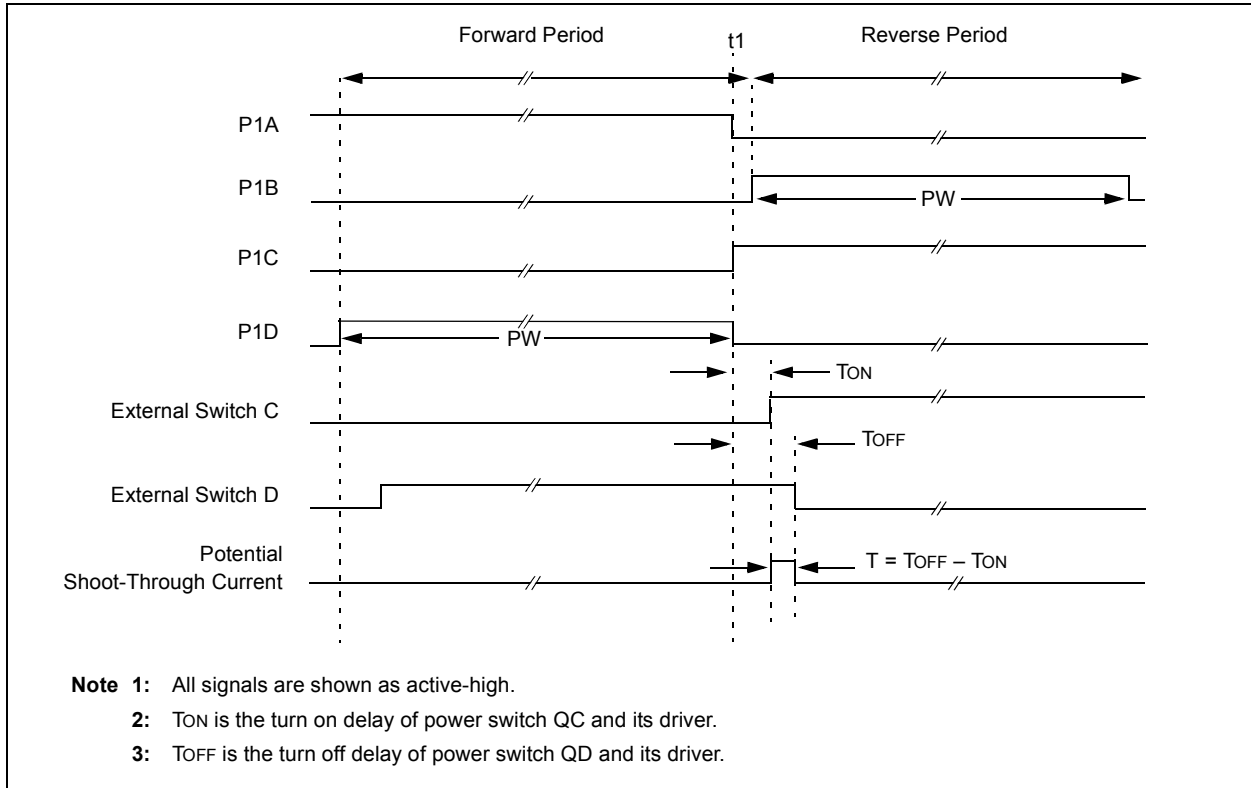 Forward Period
t1
Reverse Period
P1A
P1B
PW
P1C
P1D
PW
TON
External Switch C
TOFF
External Switch D
Potential
Shoot-Through Current
T = TOFF – TON
Note 1: All signals are shown as active-high.
2: TON is the turn on delay of power switch QC and its driver.
3: TOFF is the turn off delay of power switch QD and its driver.